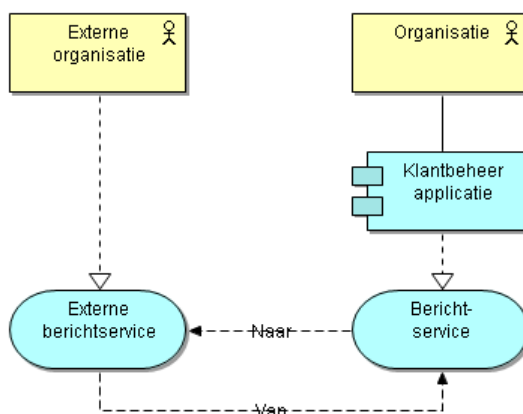 Externe
organisatie
Organisatie
Klantbeheer
applicatie
Externe
berichtservice
Naar
Bericht-
service
Van